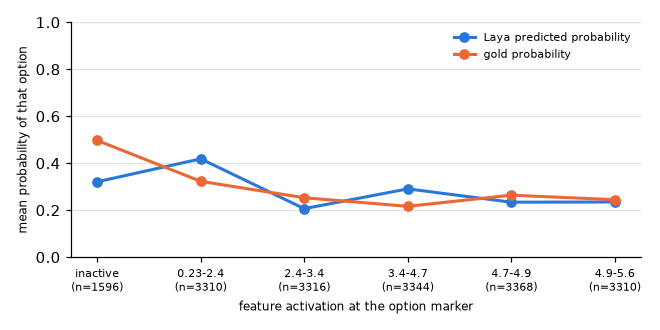 1.0
0.8
0.6
0.4
0.2
0.0
mean probability of that option
Laya predicted probability
gold probability
inactive
(n=1596)
0.23-2.4
(n=3310)
2.4-3.4
(n=3316)
3.4-4.7
(n=3344)
4.7-4.9
(n=3368)
4.9-5.6
(n=3310)
feature activation at the option marker